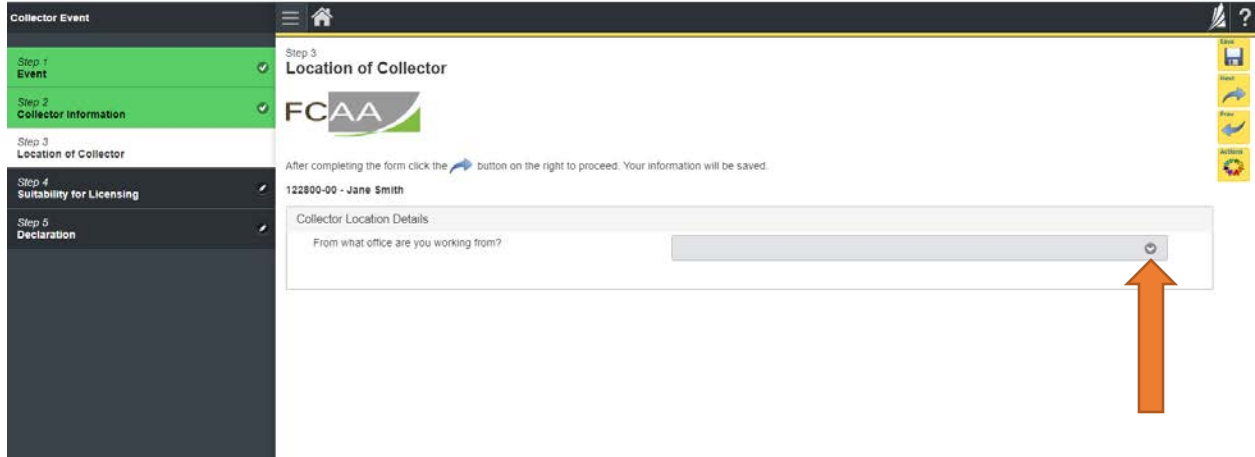 Collector Event
?
Step 1
Event
Step 2
Collector Information
Step 3
Location of Collector
Step 4
Suitability for Licensing
Step 5
Declaration
Step 3
Location of Collector
FCAA
After completing the form click the button on the right to proceed. Your information will be saved.
122800-00 - Jane Smith
Collector Location Details
From what office are you working from?
Save
Next
Prev
Actions